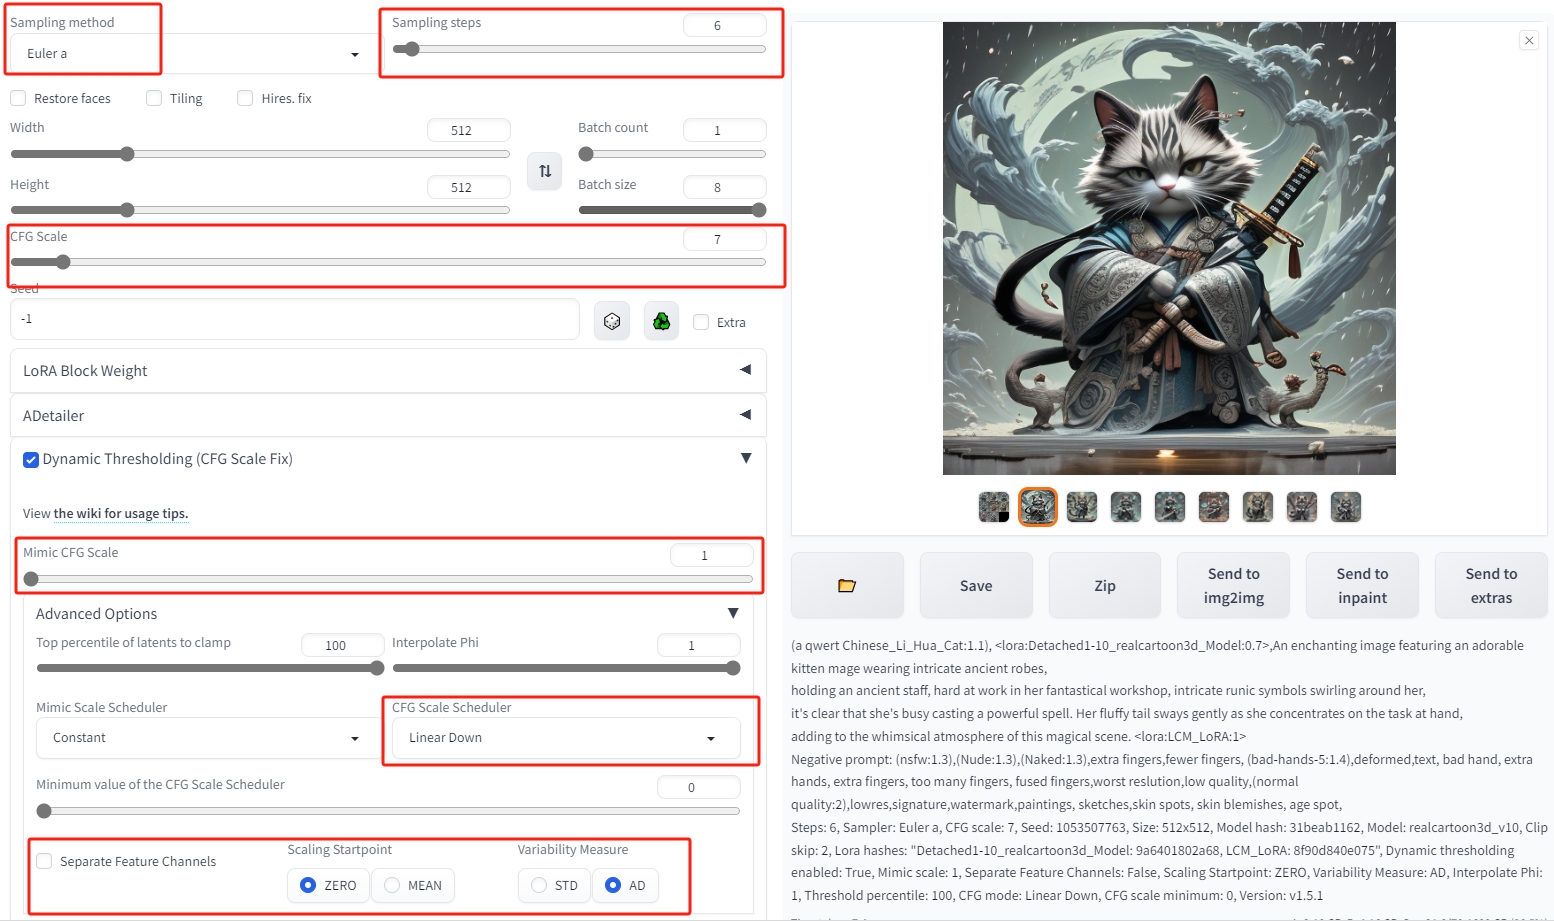 Sampling method
Euler a
Sampling steps
6
Restore faces
Tiling
Hires. fix
Width
512
Batch count
1
Height
512
Batch size
8
CFG Scale
7
Seed
-1
Extra
LoRA Block Weight
ADetailer
Dynamic Thresholding (CFG Scale Fix)
View the wiki for usage tips.
Mimic CFG Scale
1
Advanced Options
Top percentile of latents to clamp
100
Interpolate Phi
1
Mimic Scale Scheduler
Constant
CFG Scale Scheduler
Linear Down
Minimum value of the CFG Scale Scheduler
0
Separate Feature Channels
Scaling Startpoint
ZERO
MEAN
Variability Measure
STD
AD
Save
Zip
Send to
img2img
Send to
inpaint
Send to
extras
(a qwert Chinese_Li_Hua_Cat:1.1), <lora:Detached1-10_realcartoon3d_Model:0.7>,An enchanting image featuring an adorable
kitten mage wearing intricate ancient robes,
holding an ancient staff, hard at work in her fantastical workshop, intricate runic symbols swirling around her,
it's clear that she's busy casting a powerful spell. Her fluffy tail sways gently as she concentrates on the task at hand,
adding to the whimsical atmosphere of this magical scene. <lora:LCM_LoRA:1>
Negative prompt: (nsfw:1.3),(Nude:1.3),(Naked:1.3),extra fingers,fewer fingers, (bad-hands-5:1.4),deformed,text, bad hand, extra
hands, extra fingers, too many fingers, fused fingers,worst reslution,low quality,(normal
quality:2),lowres,signature,watermark,paintings, sketches,skin spots, skin blemishes, age spot,
Steps: 6, Sampler: Euler a, CFG scale: 7, Seed: 1053507763, Size: 512x512, Model hash: 31beab1162, Model: realcartoon3d_v10, Clip
skip: 2, Lora hashes: "Detached1-10_realcartoon3d_Model: 9a6401802a68, LCM_LoRA: 8f90d840e075", Dynamic thresholding
enabled: True, Mimic scale: 1, Separate Feature Channels: False, Scaling Startpoint: ZERO, Variability Measure: AD, Interpolate Phi:
1, Threshold percentile: 100, CFG mode: Linear Down, CFG scale minimum: 0, Version: v1.5.1